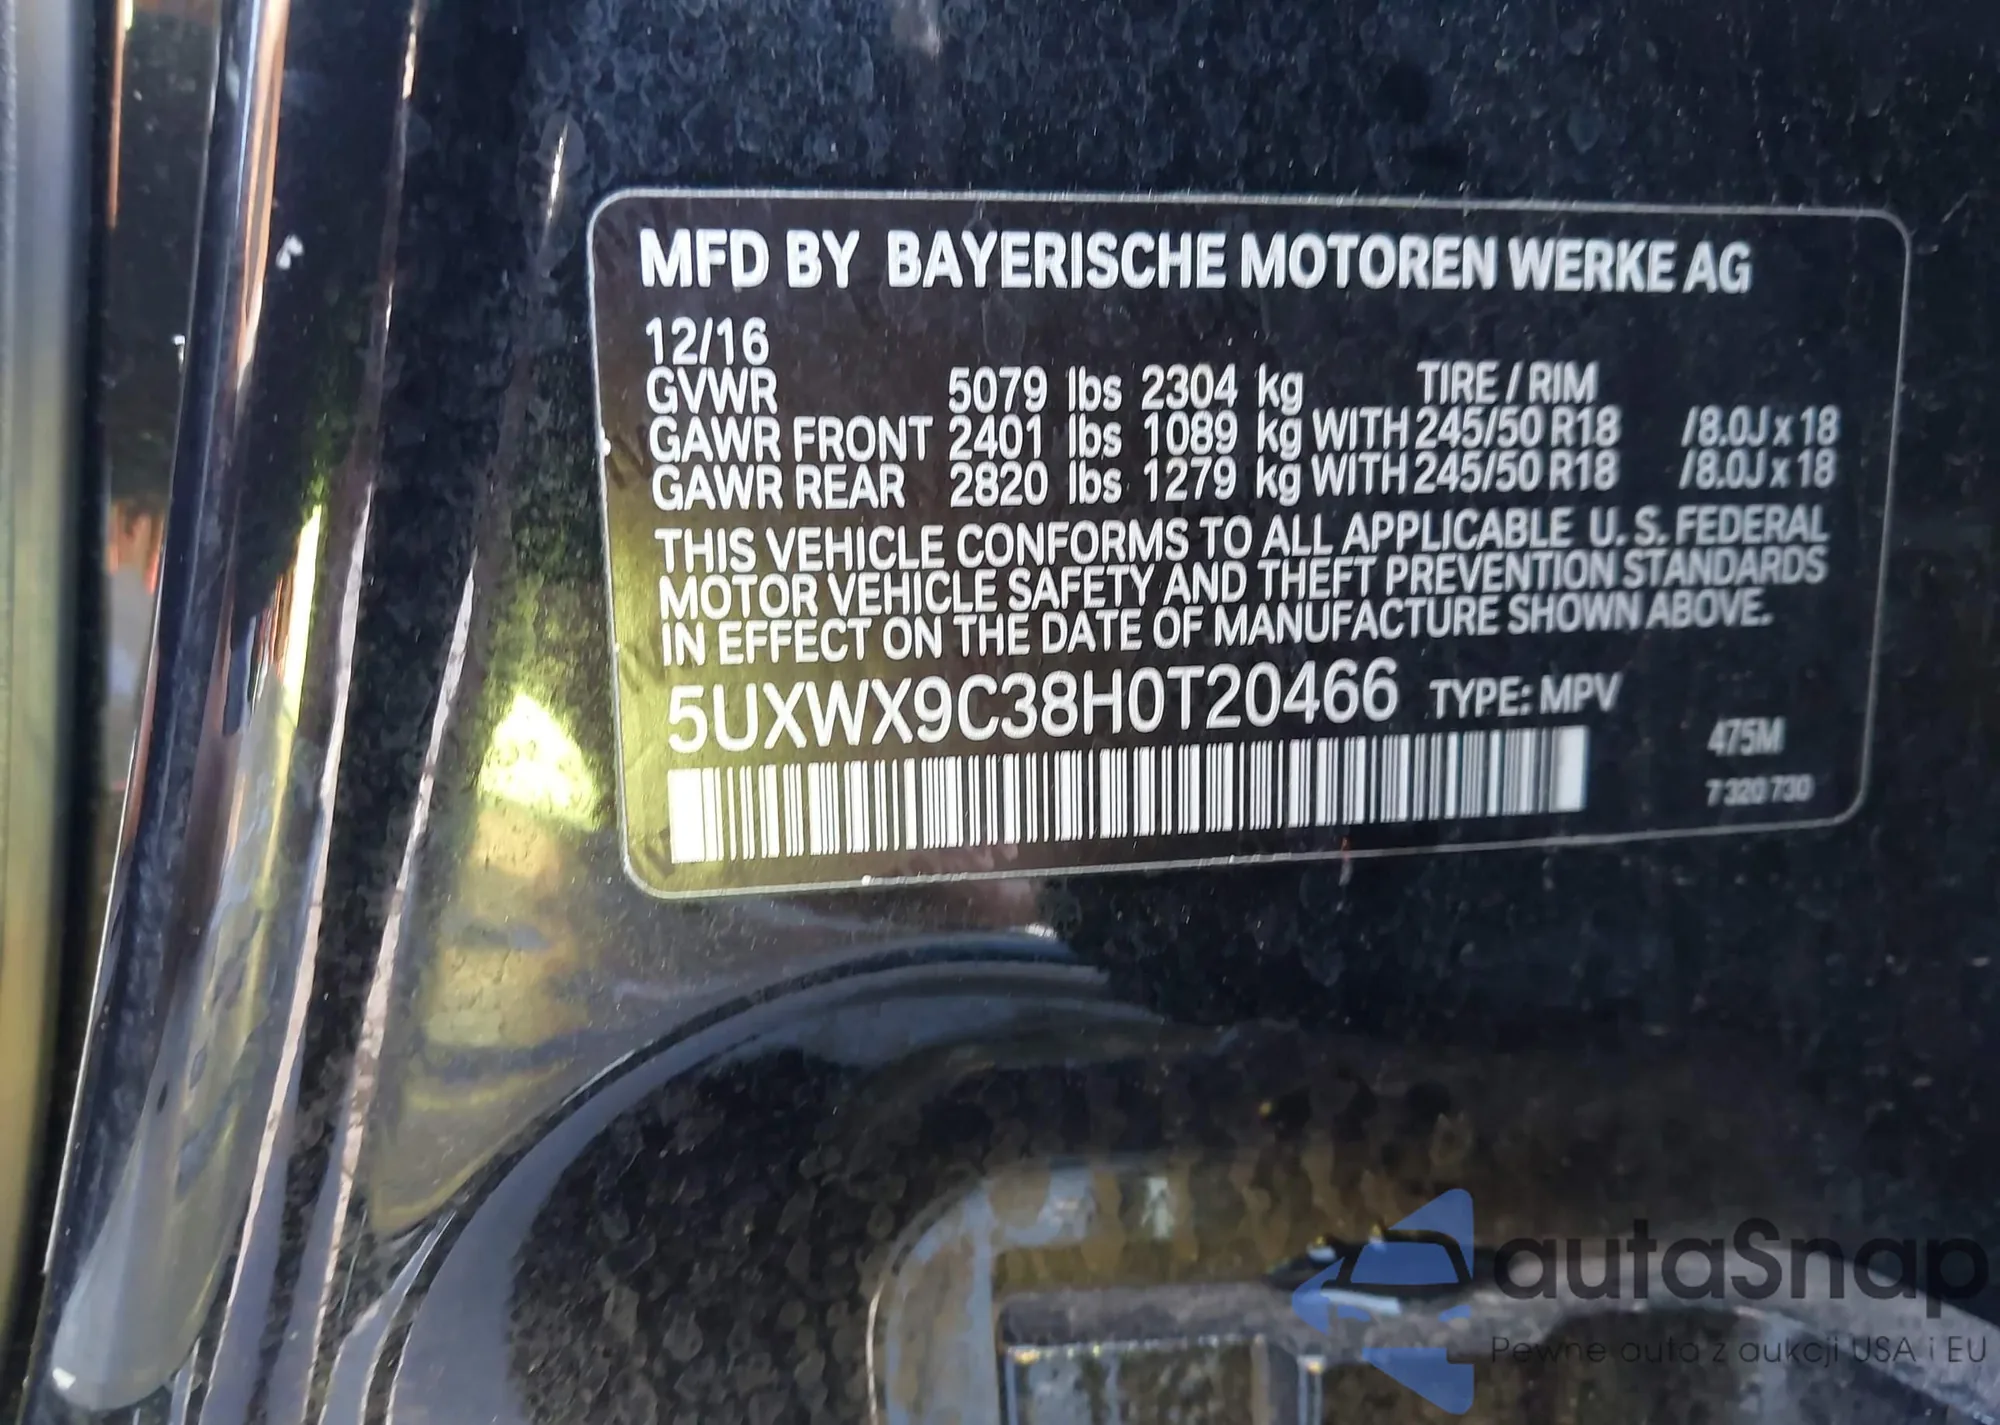 MFD BY BAYERISCHE MOTOREN WERKE AG
12/16
GVWR 5079 lbs 2304 kg TIRE / RIM
GAWR FRONT 2401 lbs 1089 kg WITH 245/50 R18 /8.0J x 18
GAWR REAR 2820 lbs 1279 kg WITH 245/50 R18 /8.0J x 18
THIS VEHICLE CONFORMS TO ALL APPLICABLE U. S. FEDERAL
MOTOR VEHICLE SAFETY AND THEFT PREVENTION STANDARDS
IN EFFECT ON THE DATE OF MANUFACTURE SHOWN ABOVE.
5UXWX9C38H0T20466 TYPE: MPV
475M
7 320 730
autaSnap
Pewne auta z aukcji USA i EU